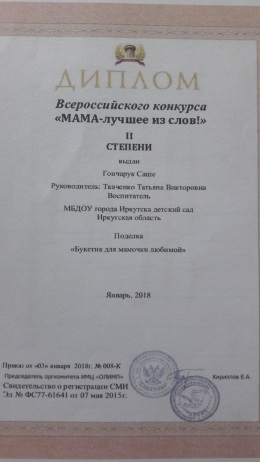 ДИПЛОМ
Всероссийского конкурса
«МАМА-лучшее из слов!»
II
СТЕПЕНИ
выдан
Гончарук Саше
Руководитель: Ткаченко Татьяна Викторовна
Воспитатель
МБДОУ города Иркутска детский сад
Иркутская область
Поделка
«Букетик для мамочки любимой»
Январь, 2018
Приказ от «03» января 2018г. № 008-К
Председатель оргкомитета ИМЦ «ОЛИМП» Кириллов Е.А.
Свидетельство о регистрации СМИ
Эл № ФС77-61641 от 07 мая 2015г.